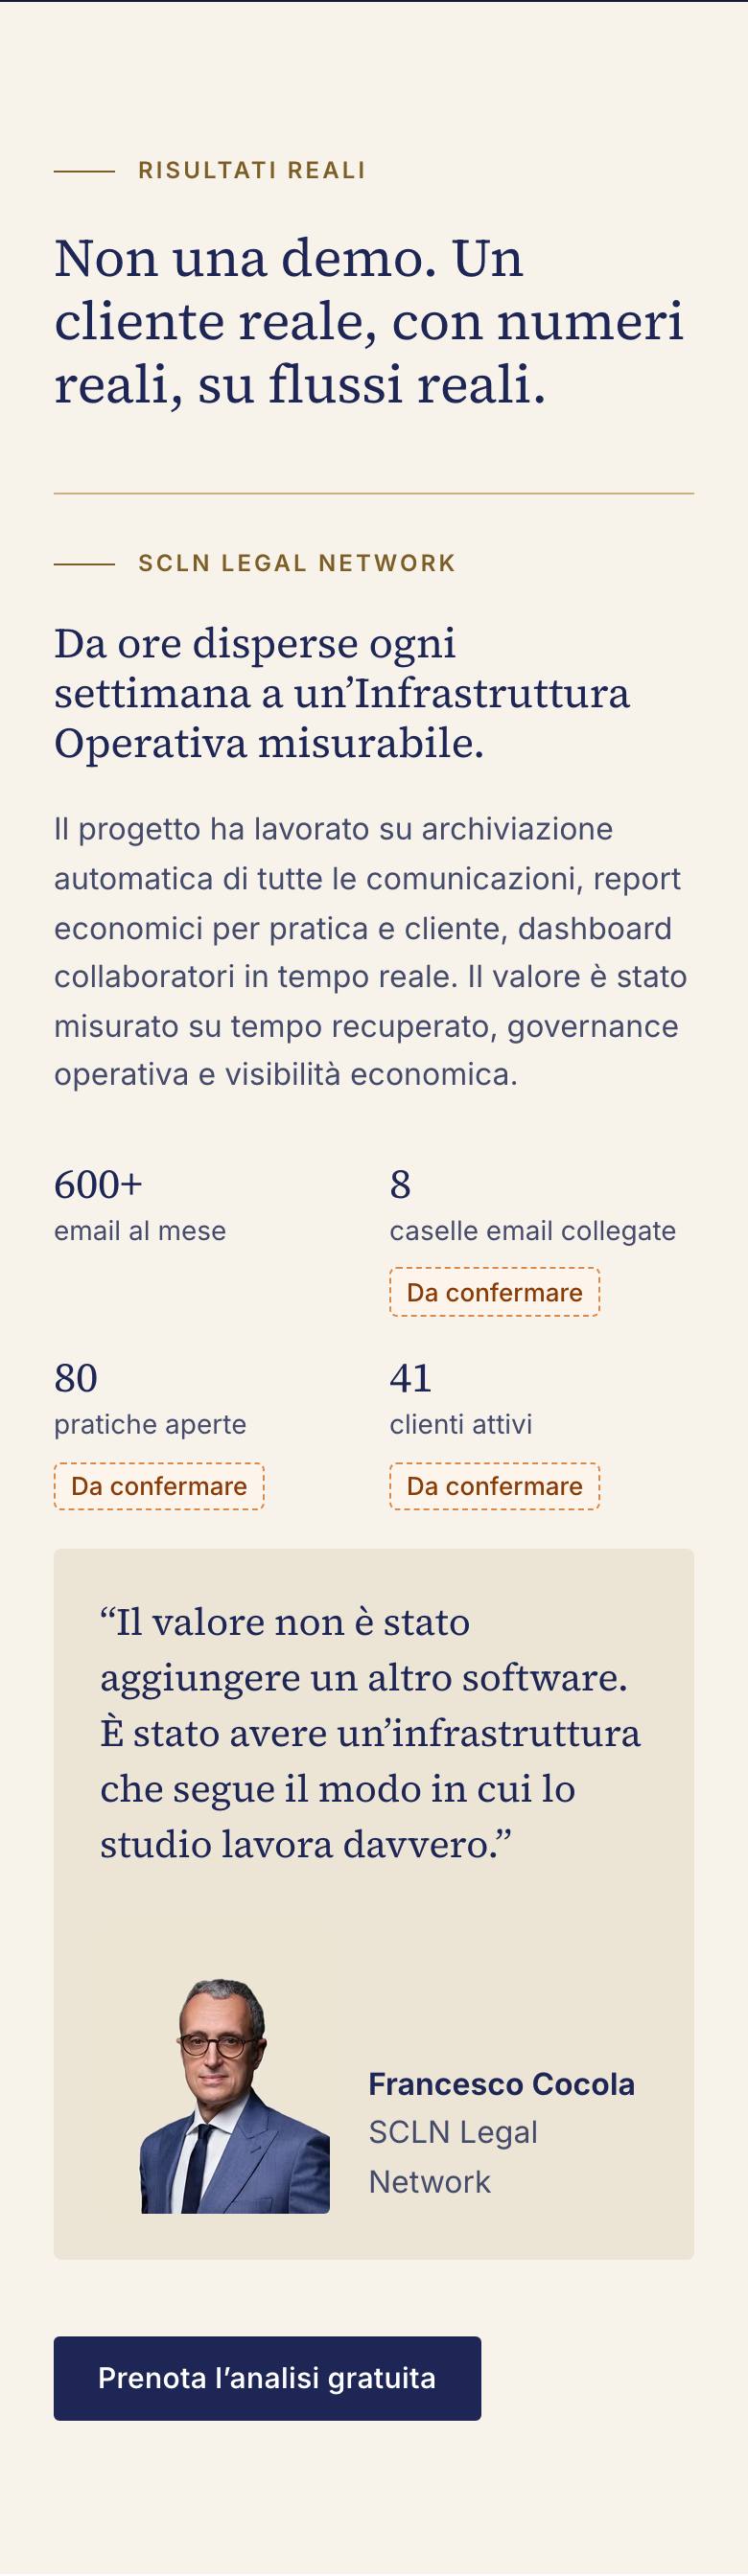 RISULTATI REALI
Non una demo. Un
cliente reale, con numeri
reali, su flussi reali.
SCLN LEGAL NETWORK
Da ore disperse ogni
settimana a un’Infrastruttura
Operativa misurabile.
Il progetto ha lavorato su archiviazione
automatica di tutte le comunicazioni, report
economici per pratica e cliente, dashboard
collaboratori in tempo reale. Il valore è stato
misurato su tempo recuperato, governance
operativa e visibilità economica.
600+
email al mese
8
caselle email collegate
Da confermare
80
pratiche aperte
Da confermare
41
clienti attivi
Da confermare
“Il valore non è stato
aggiungere un altro software.
È stato avere un’infrastruttura
che segue il modo in cui lo
studio lavora davvero.”
Francesco Cocola
SCLN Legal
Network
Prenota l’analisi gratuita